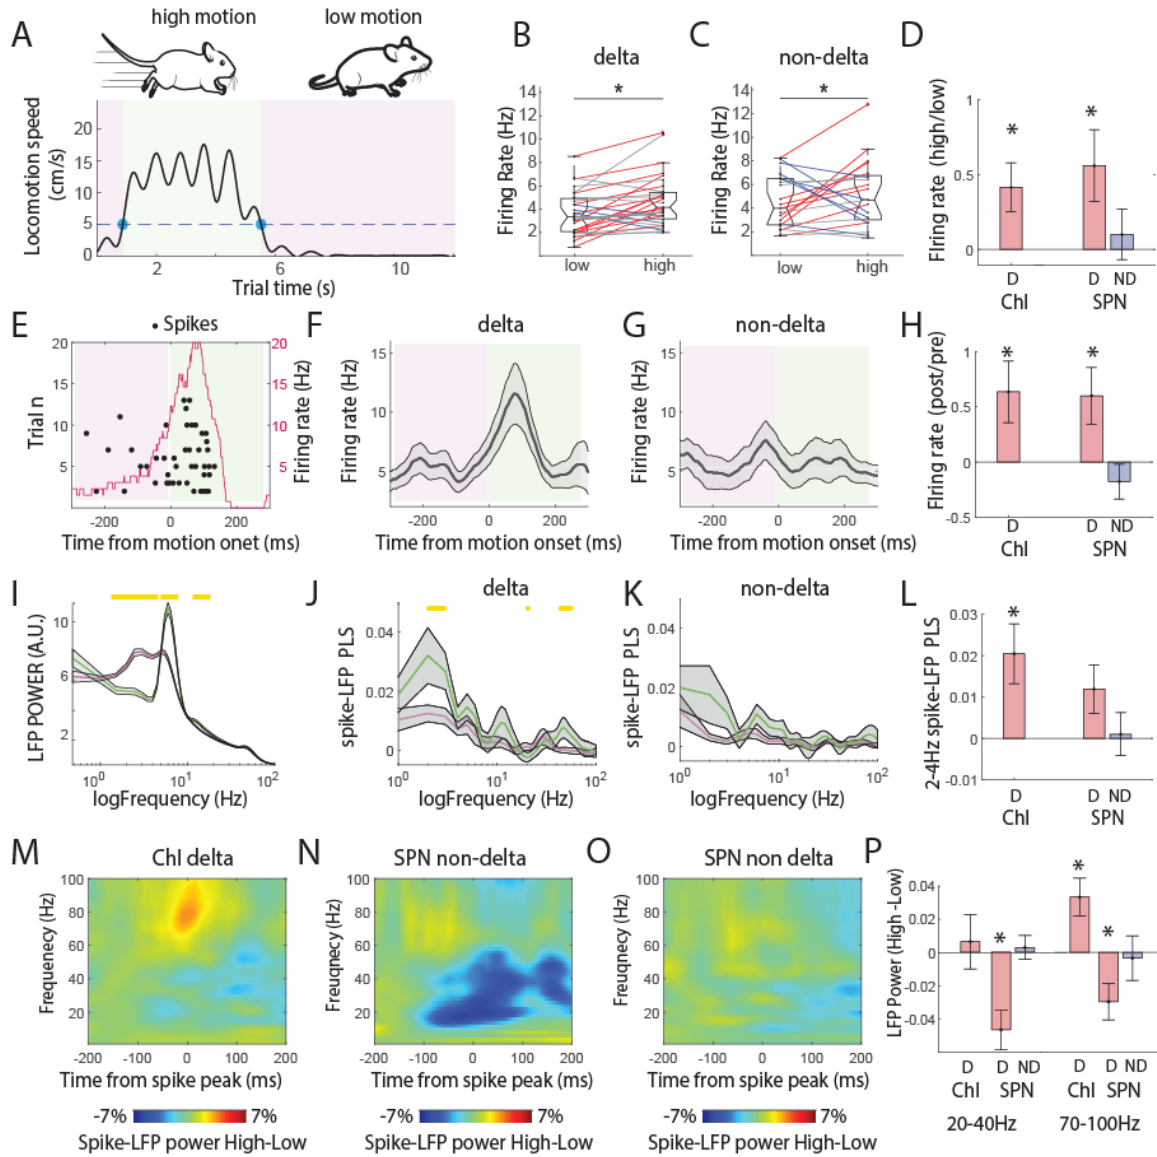 A
high motion
low motion
Locomotion speed
(cm/s)
20
15
10
5
0
2
6
10
Trial time (s)
B
delta
Firing Rate (Hz)
14
12
10
8
6
4
2
*
low
high
C
non-delta
Firing Rate (Hz)
14
12
10
8
6
4
2
*
low
high
D
FIring rate (high/low)
1
0.5
0
*
*
D
D ND
ChI
SPN
E
Spikes
Trial n
20
15
10
5
20
15
10
5
Firing rate (Hz)
-200
0
200
Time from motion onet (ms)
F
delta
Firing rate (Hz)
15
10
5
-200
0
200
Time from motion onset (ms)
G
non-delta
Firing rate (Hz)
15
10
5
-200
0
200
Time from motion onset (ms)
H
FIring rate (post/pre)
1
0.5
0
-0.5
*
*
D
D ND
ChI
SPN
I
LFP POWER (A.U.)
10
6
2
10⁰
10¹
10²
logFrequency (Hz)
J
delta
spike-LFP PLS
0.04
0.02
0
10⁰
10¹
10²
logFrequency (Hz)
K
non-delta
spike-LFP PLS
0.04
0.02
0
10⁰
10¹
10²
logFrequency (Hz)
L
2-4Hz spike-LFP PLS
0.03
0.02
0.01
0
-0.01
*
D
D ND
ChI
SPN
M
ChI delta
Frequency (Hz)
100
80
60
40
20
-200
-100
0
100
200
Time from spike peak (ms)
-7%
7%
Spike-LFP power High-Low
N
SPN non-delta
Freuqnecy (Hz)
100
80
60
40
20
-200
-100
0
100
200
Time from spike peak (ms)
-7%
7%
Spike-LFP power High-Low
O
SPN non delta
Freuqnecy (Hz)
100
80
60
40
20
-200
-100
0
100
200
Time from spike peak (ms)
-7%
7%
Spike-LFP power High-Low
P
LFP Power (High -Low)
0.04
0.02
0
-0.02
-0.04
*
*
*
D
D ND
D
D ND
ChI
SPN
ChI
SPN
20-40Hz
70-100Hz